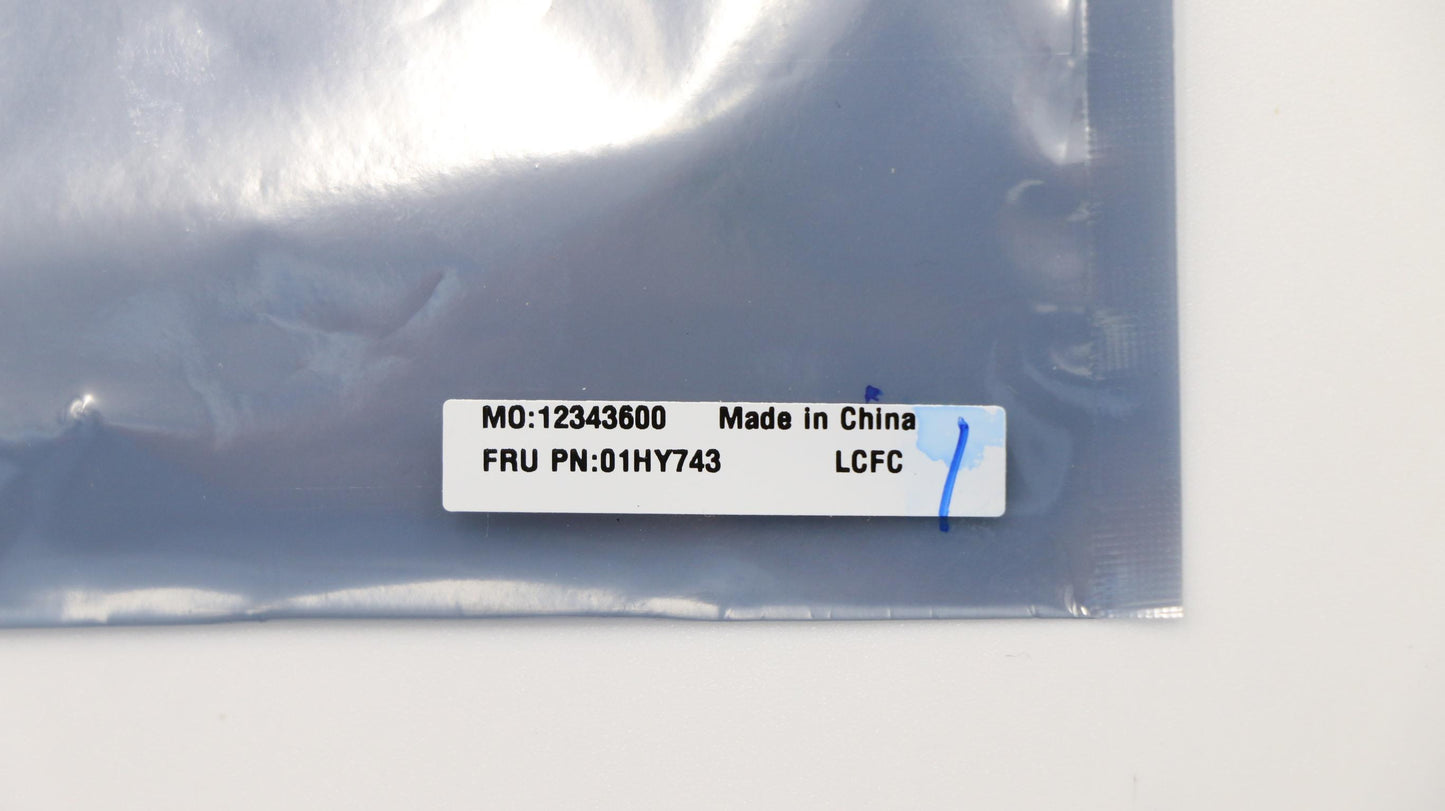 MO:12343600 Made in China
FRU PN:01HY743 LCFC